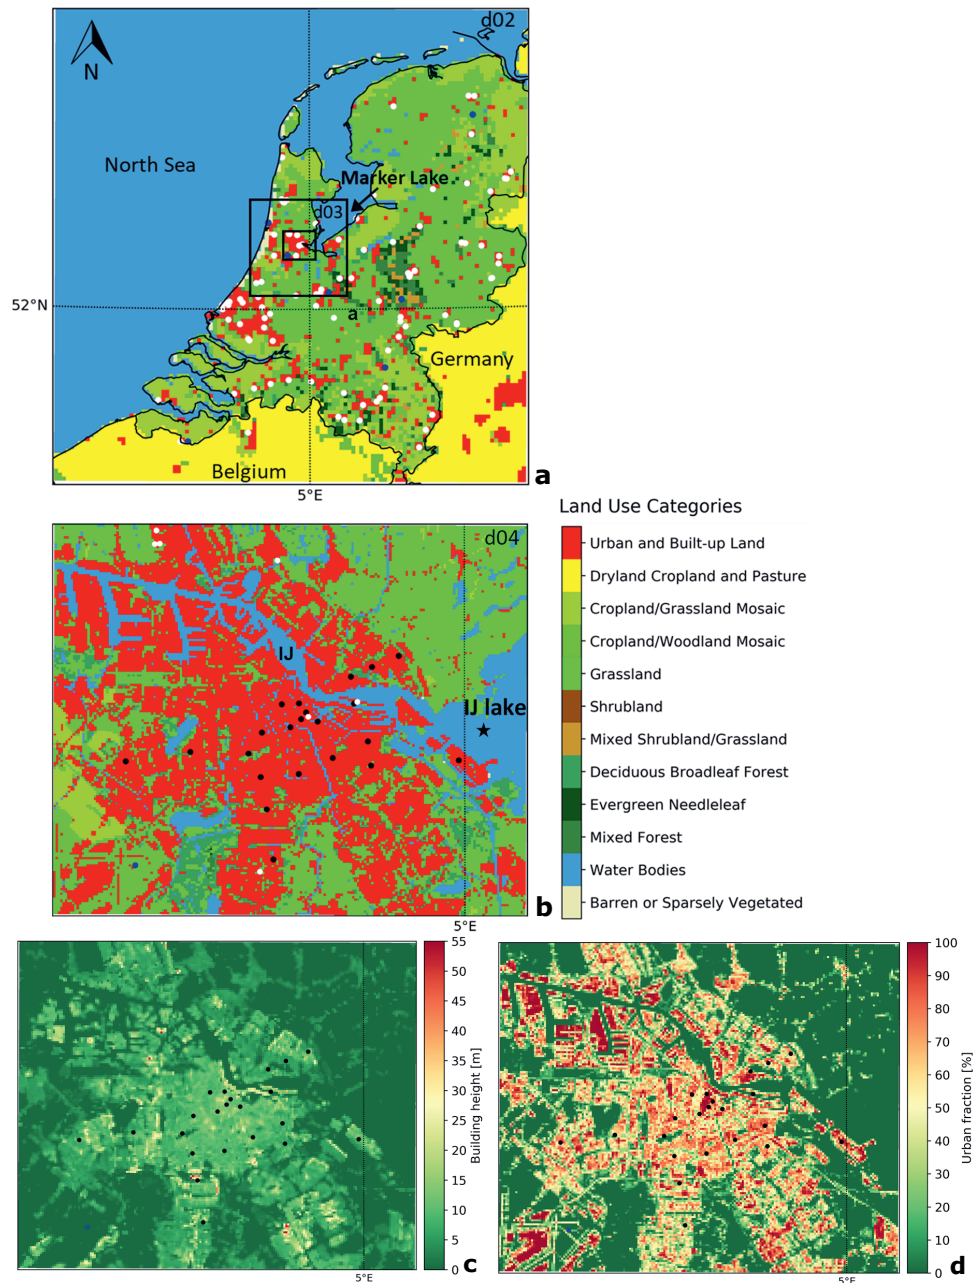 d02
N
North Sea
Marker Lake
d03
52°N
a
Germany
Belgium
a
5°E
Land Use Categories
d04
Urban and Built-up Land
Dryland Cropland and Pasture
Cropland/Grassland Mosaic
Cropland/Woodland Mosaic
IJ
Grassland
IJ lake
Shrubland
Mixed Shrubland/Grassland
Deciduous Broadleaf Forest
Evergreen Needleleaf
Mixed Forest
Water Bodies
Barren or Sparsely Vegetated
b
5°E
55
50
45
40
35
30
25
20
15
10
5
0
Building height [m]
c
5°E
100
90
80
70
60
50
40
30
20
10
0
Urban fraction [%]
d
5°E